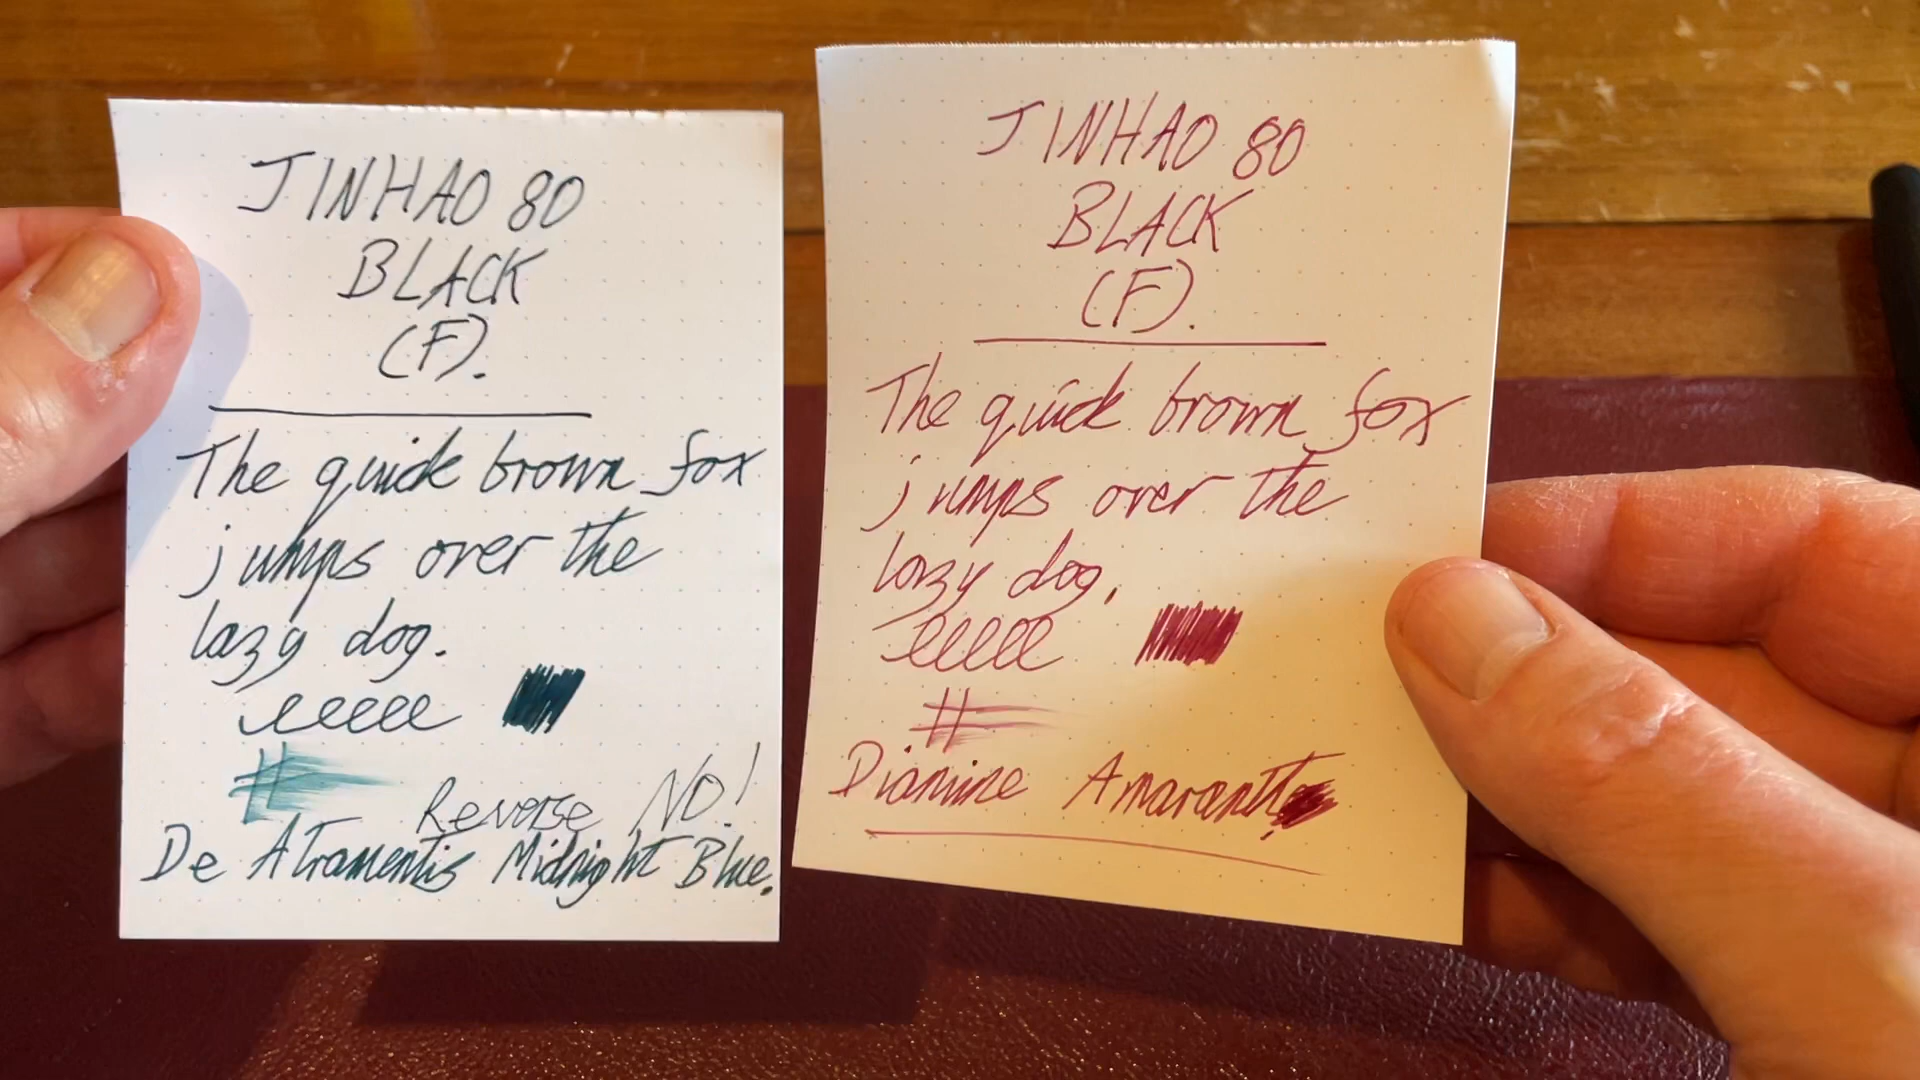 JINHAO 80
BLACK
(F).
The quick brown fox
jumps over the
lazy dog.
eeeee
#
Reverse NO!
De Atramentis Midnight Blue.
JINHAO 80
BLACK
(F).
The quick brown fox
jumps over the
lazy dog.
eeeee
#
Diamine Amaranth